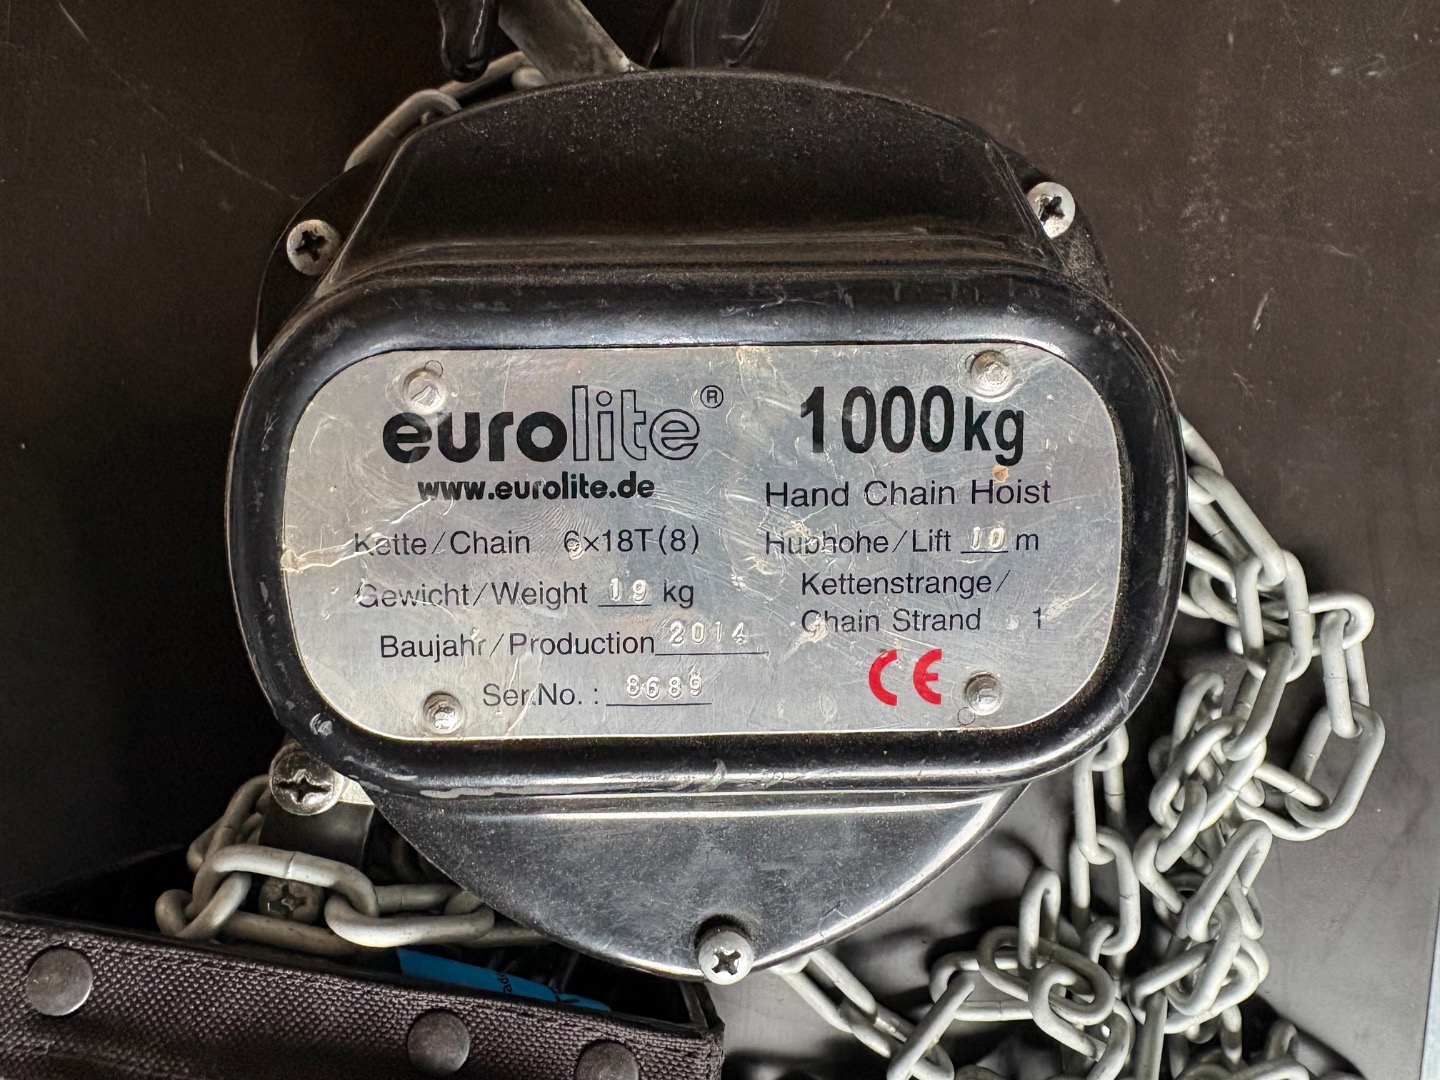 eurolite®
www.eurolite.de
Kette/Chain 6x18T(8)
Gewicht/Weight 19 kg
Baujahr/Production 2014
Ser.No. : 8689
1000kg
Hand Chain Hoist
Hubhohe/Lift 10 m
Kettenstrange/
Chain Strand 1
CE